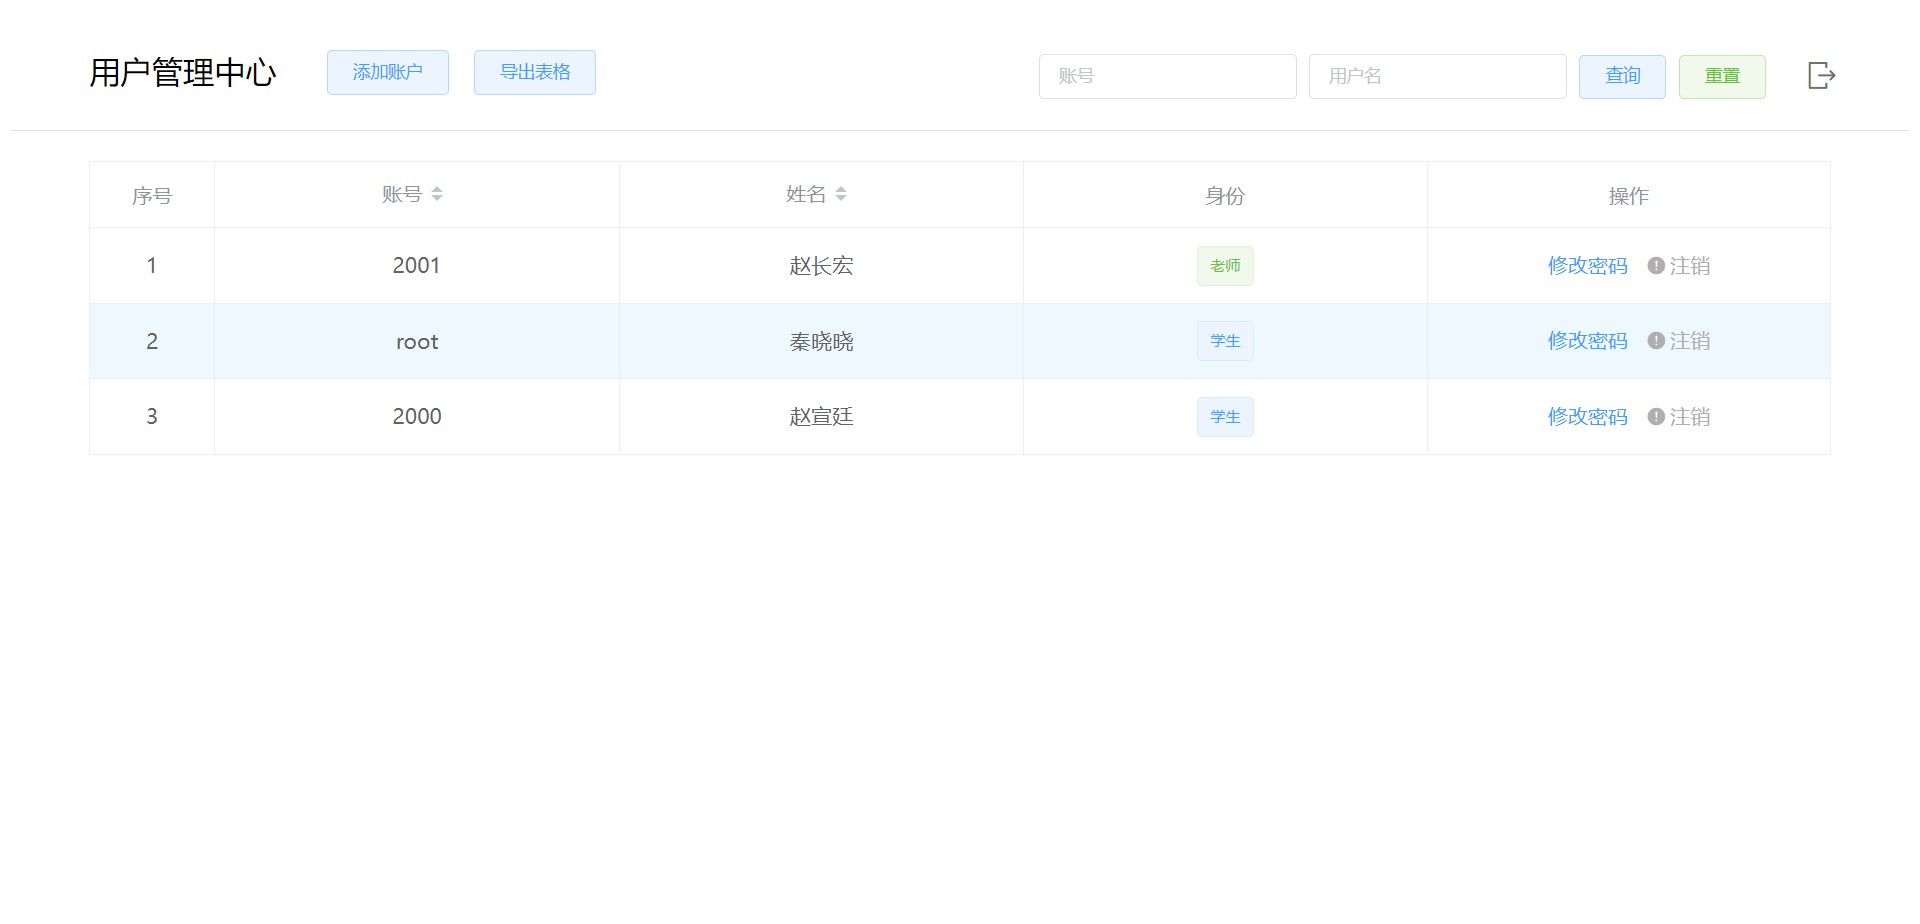 用户管理中心 添加账户 导出表格 账号 用户名 查询 重置
序号 账号 姓名 身份 操作
1 2001 赵长宏 老师 修改密码 注销
2 root 秦晓晓 学生 修改密码 注销
3 2000 赵宣廷 学生 修改密码 注销